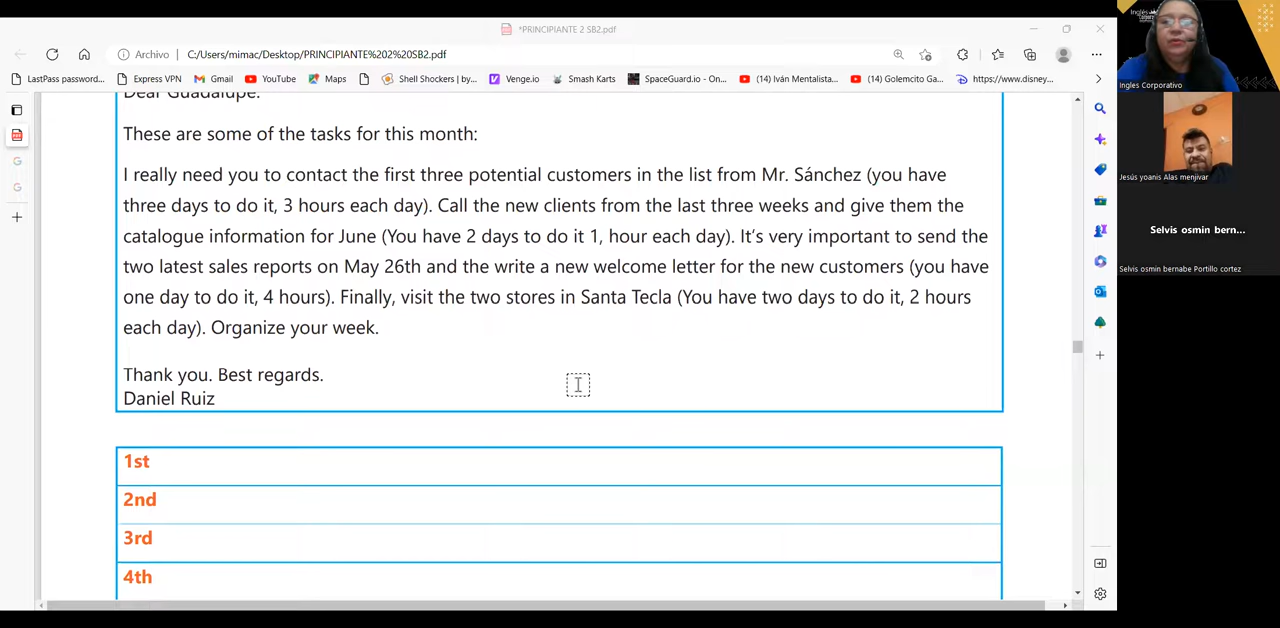 *PRINCIPIANTE 2 SB2.pdf
Archivo | C:/Users/mimac/Desktop/PRINCIPIANTE%202%20SB2.pdf
LastPass password... Express VPN Gmail YouTube Maps Shell Shockers | by... Venge.io Smash Karts SpaceGuard.io - On... (14) Iván Mentalista... (14) Golemcito Ga... https://www.disney...
Dear Guadalupe:
These are some of the tasks for this month:
I really need you to contact the first three potential customers in the list from Mr. Sánchez (you have
three days to do it, 3 hours each day). Call the new clients from the last three weeks and give them the
catalogue information for June (You have 2 days to do it 1, hour each day). It's very important to send the
two latest sales reports on May 26th and the write a new welcome letter for the new customers (you have
one day to do it, 4 hours). Finally, visit the two stores in Santa Tecla (You have two days to do it, 2 hours
each day). Organize your week.
Thank you. Best regards.
Daniel Ruiz
1st
2nd
3rd
4th
Ingles Corporativo
Jesús yoanis Alas menjivar
Selvis osmin bern...
Selvis osmin bernabe Portillo cortez